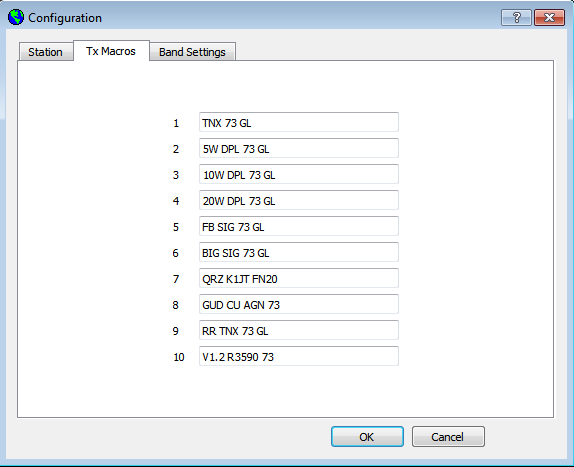 Configuration
Station Tx Macros Band Settings
1 TNX 73 GL
2 5W DPL 73 GL
3 10W DPL 73 GL
4 20W DPL 73 GL
5 FB SIG 73 GL
6 BIG SIG 73 GL
7 QRZ K1JT FN20
8 GUD CU AGN 73
9 RR TNX 73 GL
10 V1.2 R3590 73
OK Cancel